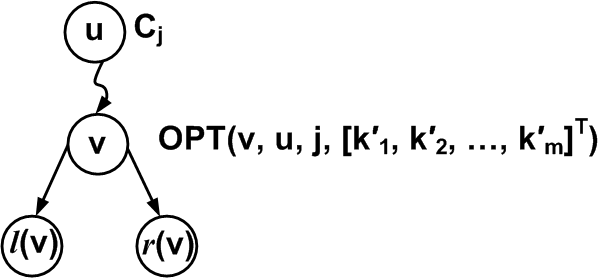 u Cⱼ
v OPT(v, u, j, [k′₁, k′₂, ..., k′ₘ]ᵀ)
l(v) r(v)